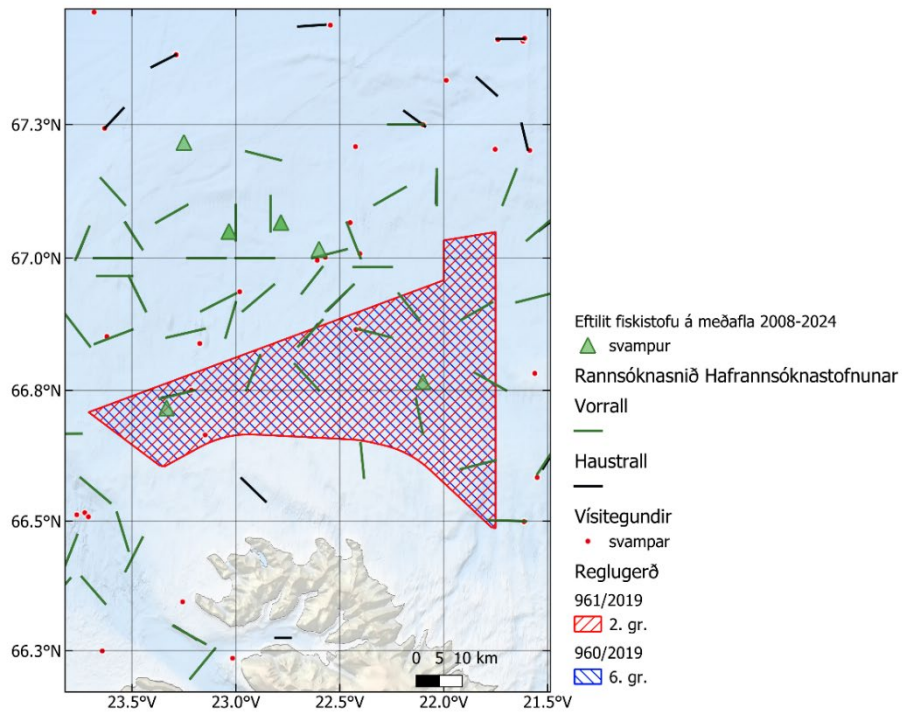 67.3°N
67.0°N
66.8°N
66.5°N
66.3°N
0 5 10 km
23.5°V 23.0°V 22.5°V 22.0°V 21.5°V
Eftilit fiskistofu á meðafla 2008-2024
svampur
Rannsóknasnið Hafrannsóknastofnunar
Vorrall
Haustrall
Vísitegundir
svampar
Reglugerð
961/2019
2. gr.
960/2019
6. gr.